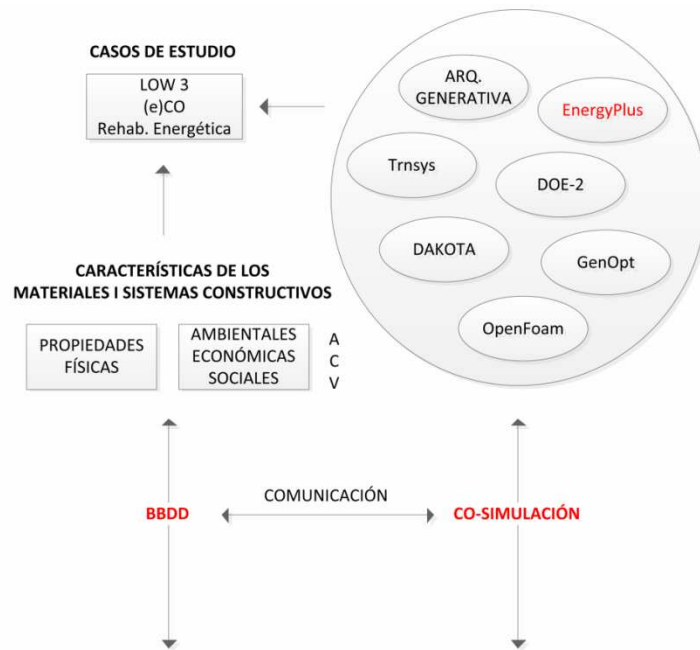 CASOS DE ESTUDIO
LOW 3
(e)CO
Rehab. Energética
ARQ.
GENERATIVA
EnergyPlus
Trnsys
DOE-2
DAKOTA
GenOpt
OpenFoam
CARACTERÍSTICAS DE LOS
MATERIALES I SISTEMAS CONSTRUCTIVOS
PROPIEDADES
FÍSICAS
AMBIENTALES
ECONÓMICAS
SOCIALES
A
C
V
COMUNICACIÓN
BBDD
CO-SIMULACIÓN